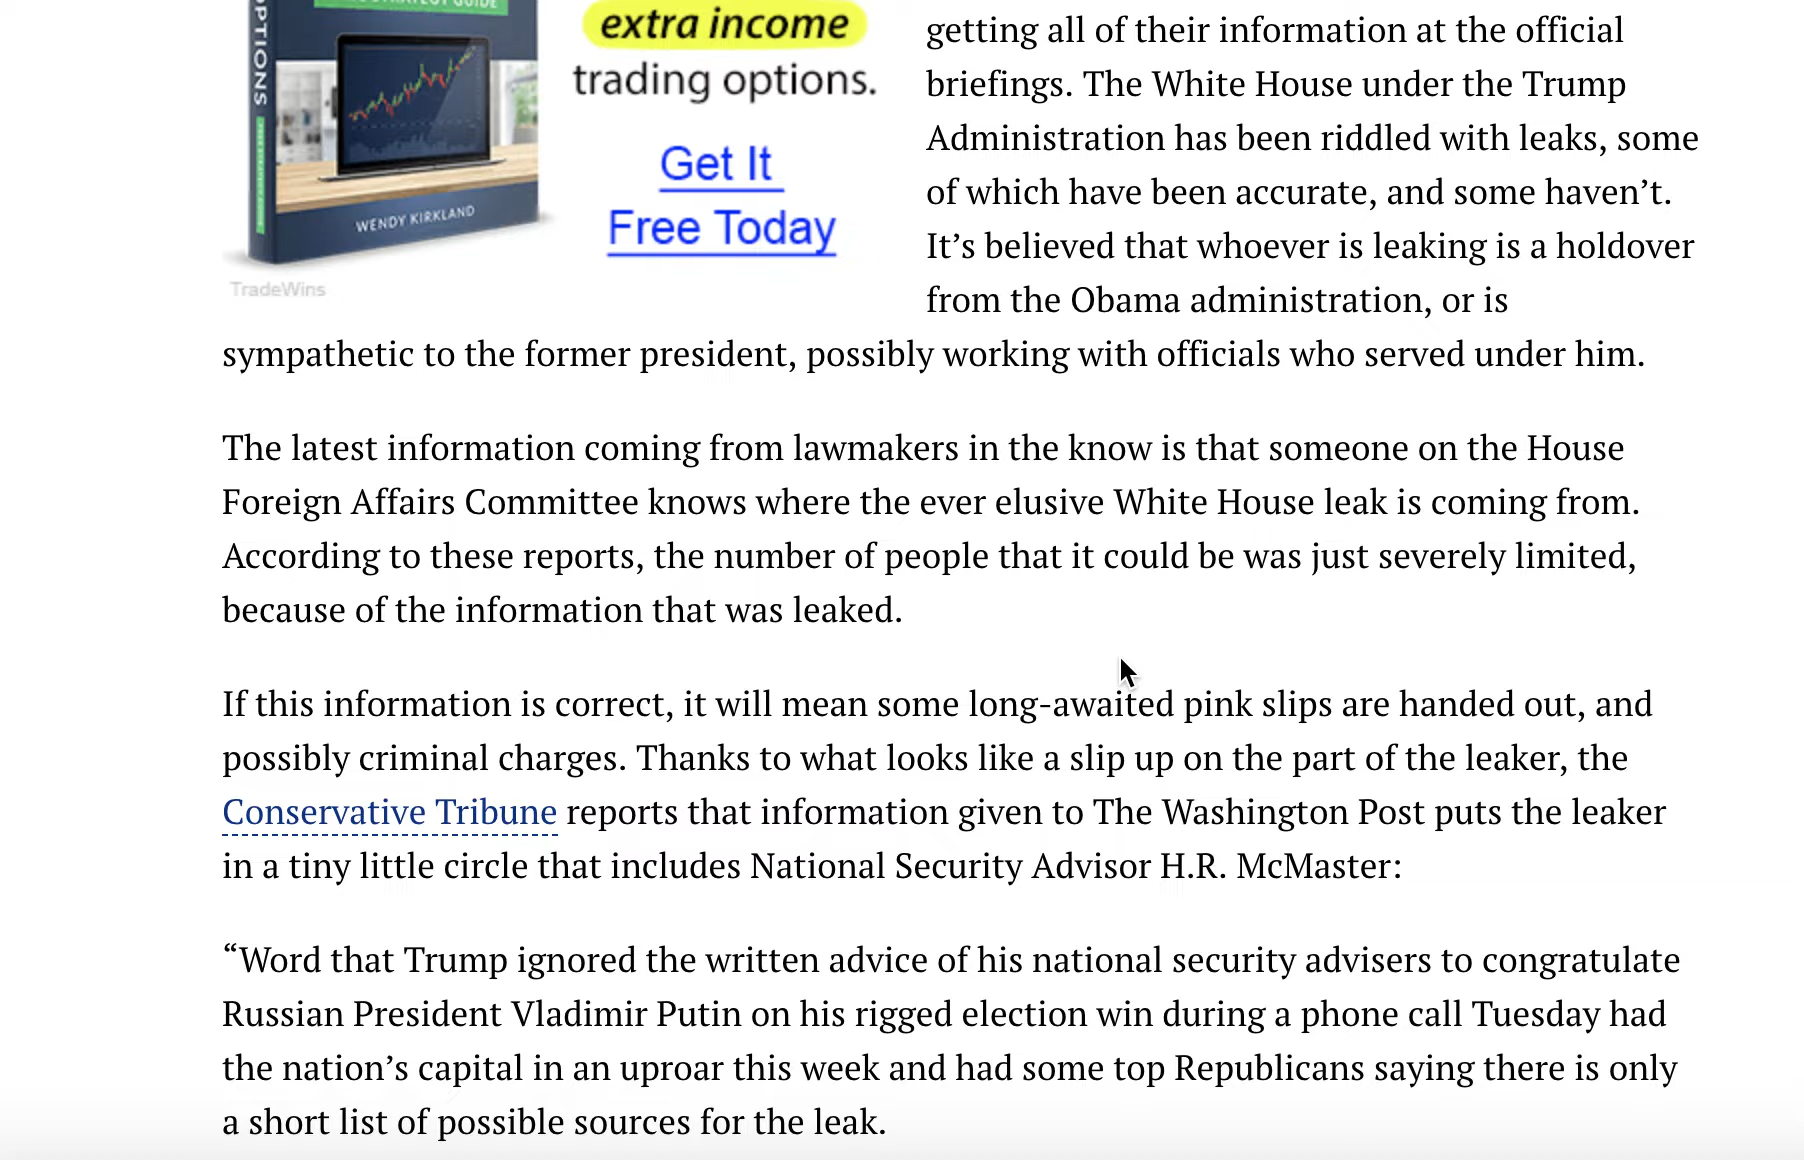 OPTIONS
STRATEGY GUIDE
WENDY KIRKLAND
TradeWins
extra income
trading options.
Get It
Free Today
getting all of their information at the official
briefings. The White House under the Trump
Administration has been riddled with leaks, some
of which have been accurate, and some haven’t.
It’s believed that whoever is leaking is a holdover
from the Obama administration, or is
sympathetic to the former president, possibly working with officials who served under him.
The latest information coming from lawmakers in the know is that someone on the House
Foreign Affairs Committee knows where the ever elusive White House leak is coming from.
According to these reports, the number of people that it could be was just severely limited,
because of the information that was leaked.
If this information is correct, it will mean some long-awaited pink slips are handed out, and
possibly criminal charges. Thanks to what looks like a slip up on the part of the leaker, the
Conservative Tribune reports that information given to The Washington Post puts the leaker
in a tiny little circle that includes National Security Advisor H.R. McMaster:
“Word that Trump ignored the written advice of his national security advisers to congratulate
Russian President Vladimir Putin on his rigged election win during a phone call Tuesday had
the nation’s capital in an uproar this week and had some top Republicans saying there is only
a short list of possible sources for the leak.